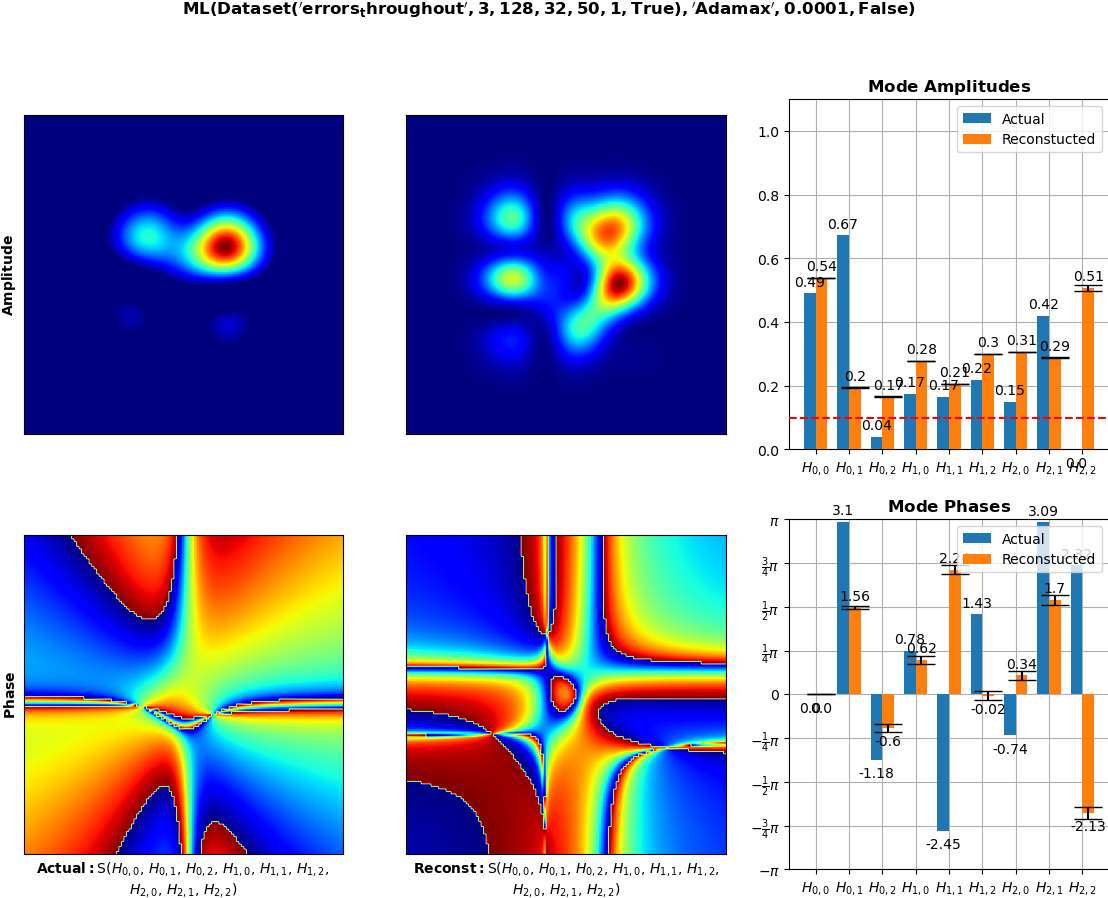 ML(Dataset('errors_throughout', 3, 128, 32, 50, 1, True), 'Adamax', 0.0001, False)
Amplitude
Mode Amplitudes
Actual
Reconstucted
1.0
0.8
0.6
0.4
0.2
0.0
0.49
0.54
0.67
0.2
0.04
0.17
0.17
0.28
0.17
0.21
0.22
0.3
0.15
0.31
0.42
0.29
0.0
0.51
H0,0 H0,1 H0,2 H1,0 H1,1 H1,2 H2,0 H2,1 H2,2
Phase
Mode Phases
Actual
Reconstucted
π
3/4π
1/2π
1/4π
0
−1/4π
−1/2π
−3/4π
−π
0.0
0.0
3.1
1.56
-1.18
-0.6
0.78
0.62
-2.45
1.43
-0.02
-0.74
0.34
3.09
1.7
-2.13
H0,0 H0,1 H0,2 H1,0 H1,1 H1,2 H2,0 H2,1 H2,2
Actual: S(H0,0, H0,1, H0,2, H1,0, H1,1, H1,2,
H2,0, H2,1, H2,2)
Reconst: S(H0,0, H0,1, H0,2, H1,0, H1,1, H1,2,
H2,0, H2,1, H2,2)